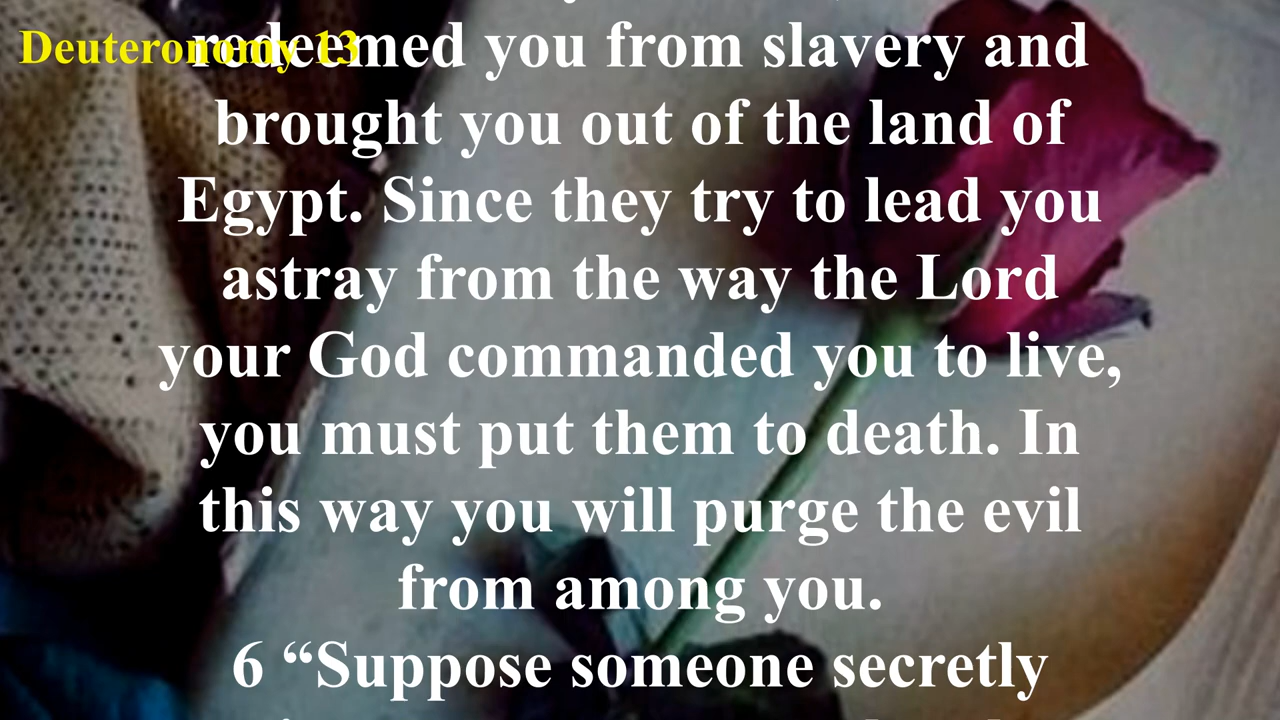 Deuteronomy 13
redeemed you from slavery and
brought you out of the land of
Egypt. Since they try to lead you
astray from the way the Lord
your God commanded you to live,
you must put them to death. In
this way you will purge the evil
from among you.
6 “Suppose someone secretly